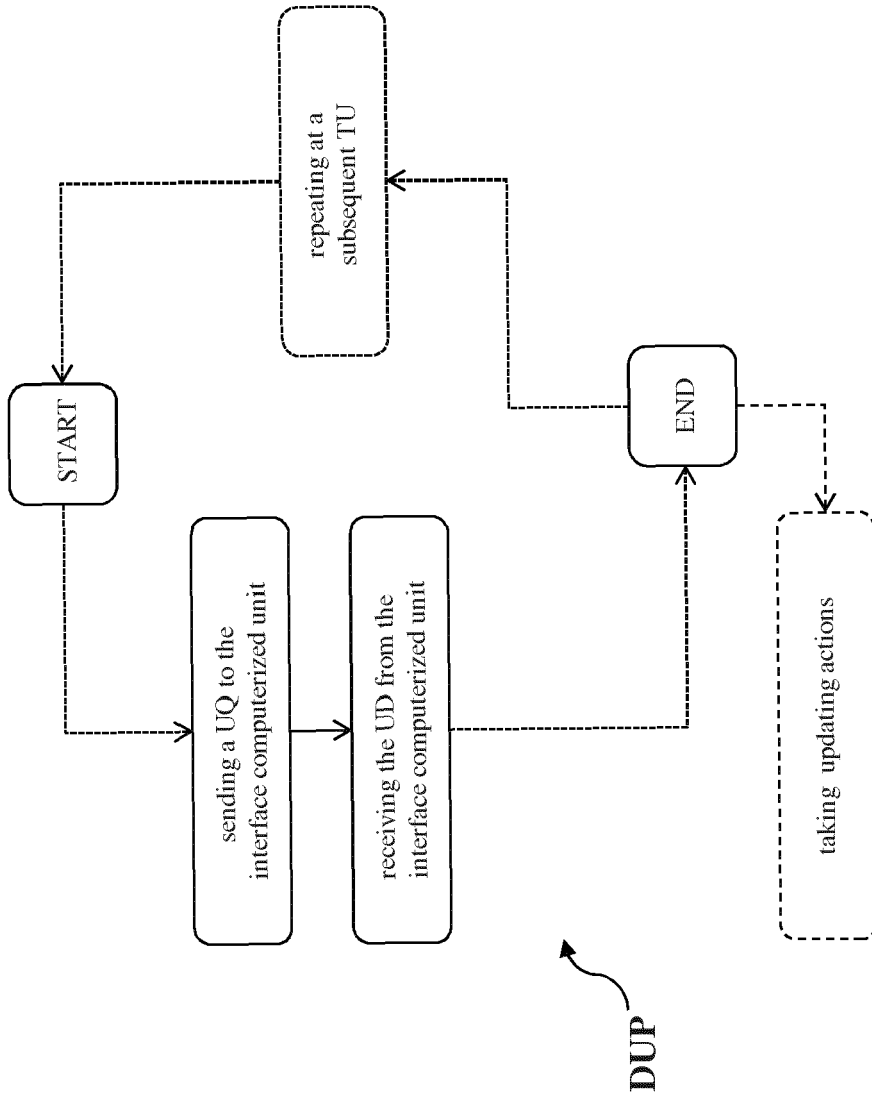 START
sending a UQ to the
interface computerized unit
receiving the UD from the
interface computerized unit
END
repeating at a
subsequent TU
taking updating actions
DUP